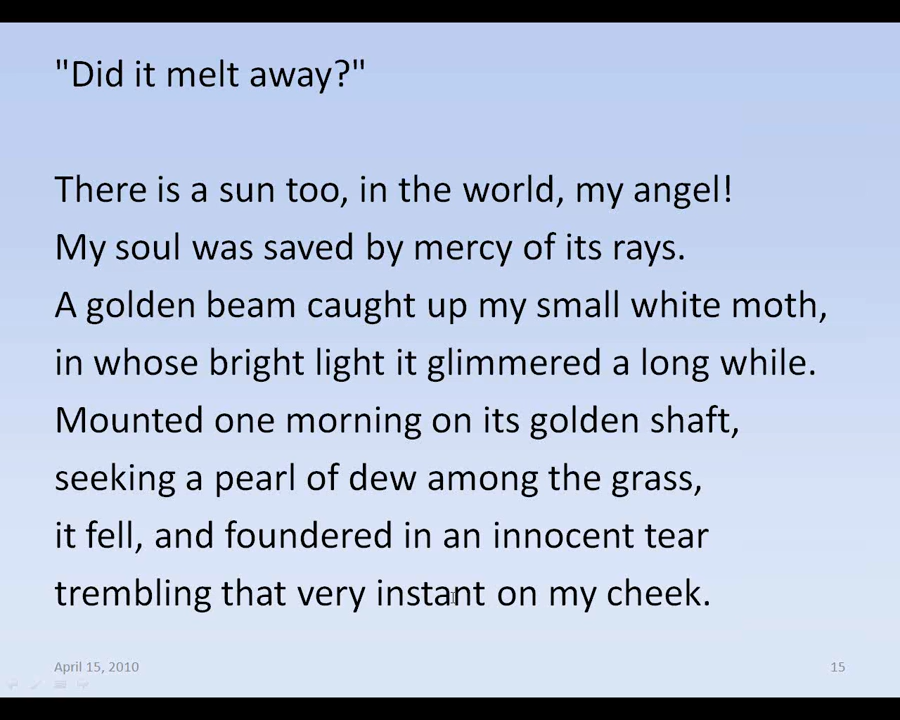 "Did it melt away?"
There is a sun too, in the world, my angel!
My soul was saved by mercy of its rays.
A golden beam caught up my small white moth,
in whose bright light it glimmered a long while.
Mounted one morning on its golden shaft,
seeking a pearl of dew among the grass,
it fell, and foundered in an innocent tear
trembling that very instant on my cheek.
April 15, 2010
15